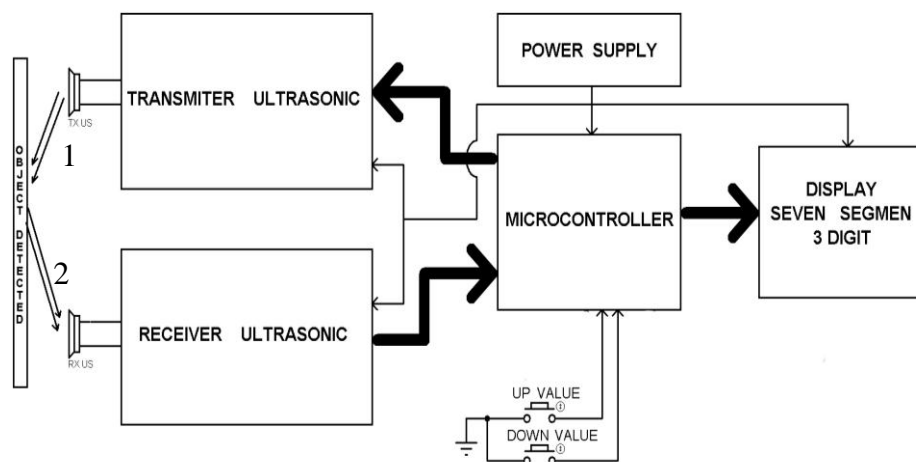 TRANSMITER ULTRASONIC
TX US
1
OBJECT DETECTED
2
RECEIVER ULTRASONIC
RX US
POWER SUPPLY
MICROCONTROLLER
DISPLAY
SEVEN SEGMEN
3 DIGIT
UP VALUE
DOWN VALUE